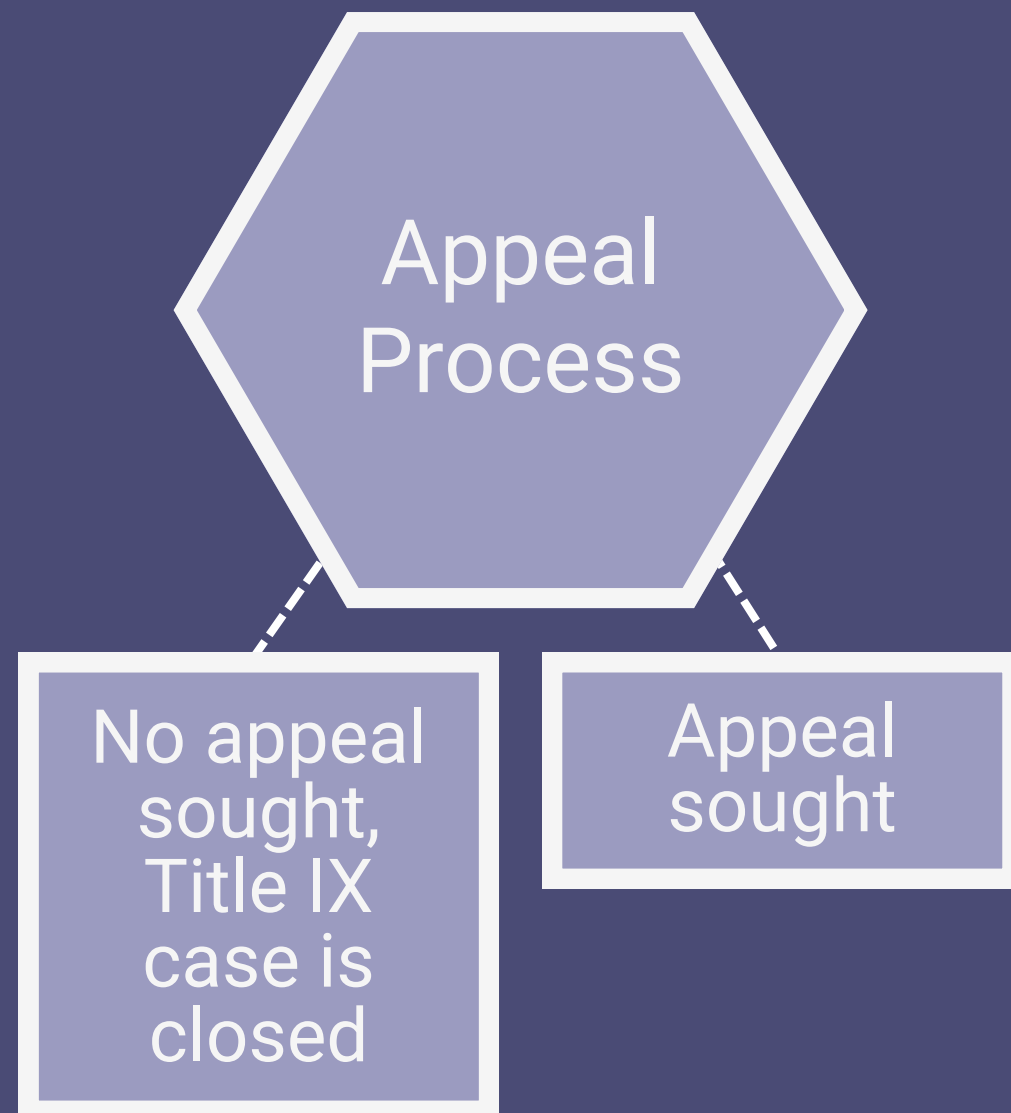 Appeal
Process
No appeal
sought,
Title IX
case is
closed
Appeal
sought